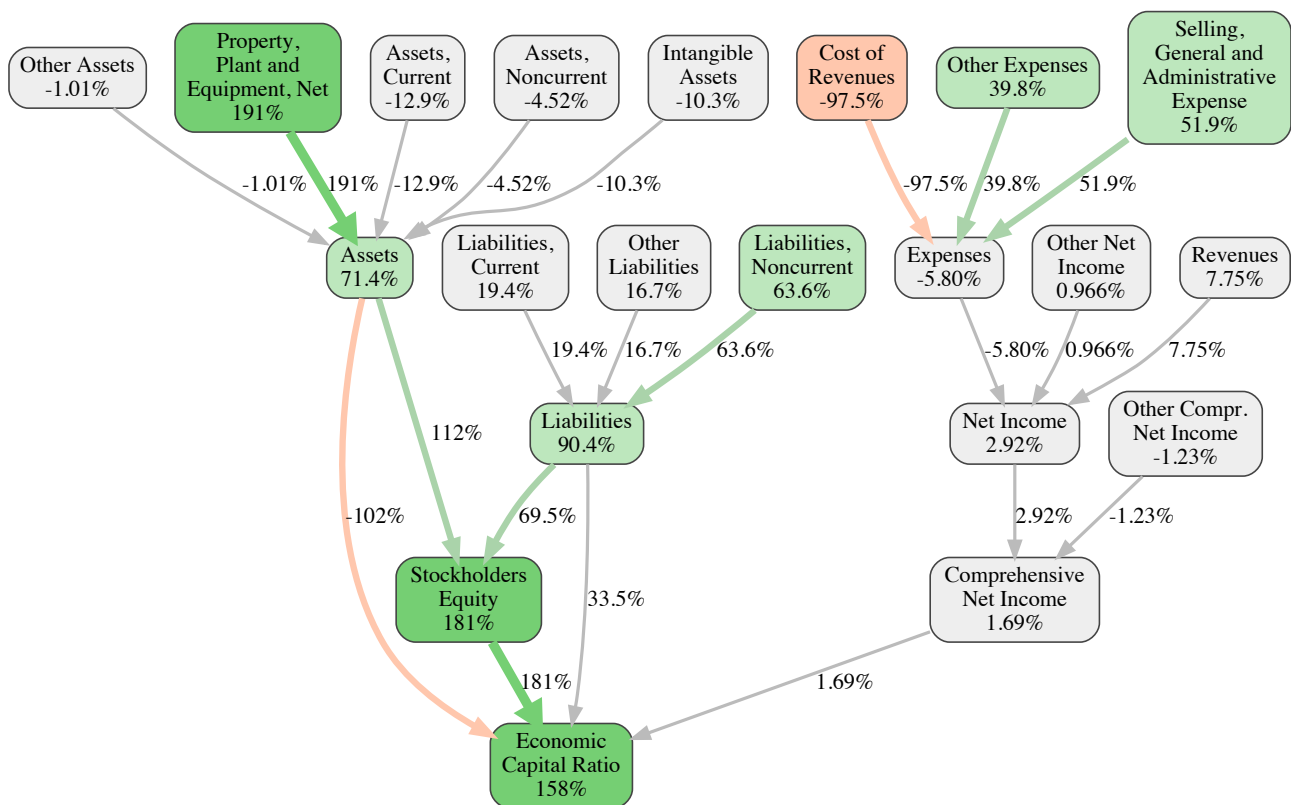 Other Assets
-1.01%
Property,
Plant and
Equipment, Net
191%
Assets,
Current
-12.9%
Assets,
Noncurrent
-4.52%
Intangible
Assets
-10.3%
Cost of
Revenues
-97.5%
Other Expenses
39.8%
Selling,
General and
Administrative
Expense
51.9%
-1.01%
191%
-12.9%
-4.52%
-10.3%
-97.5%
39.8%
51.9%
Assets
71.4%
Liabilities,
Current
19.4%
Other
Liabilities
16.7%
Liabilities,
Noncurrent
63.6%
Expenses
-5.80%
Other Net
Income
0.966%
Revenues
7.75%
19.4%
16.7%
63.6%
-5.80%
0.966%
7.75%
112%
Liabilities
90.4%
Net Income
2.92%
Other Compr.
Net Income
-1.23%
-102%
69.5%
2.92%
-1.23%
Stockholders
Equity
181%
33.5%
Comprehensive
Net Income
1.69%
181%
1.69%
Economic
Capital Ratio
158%